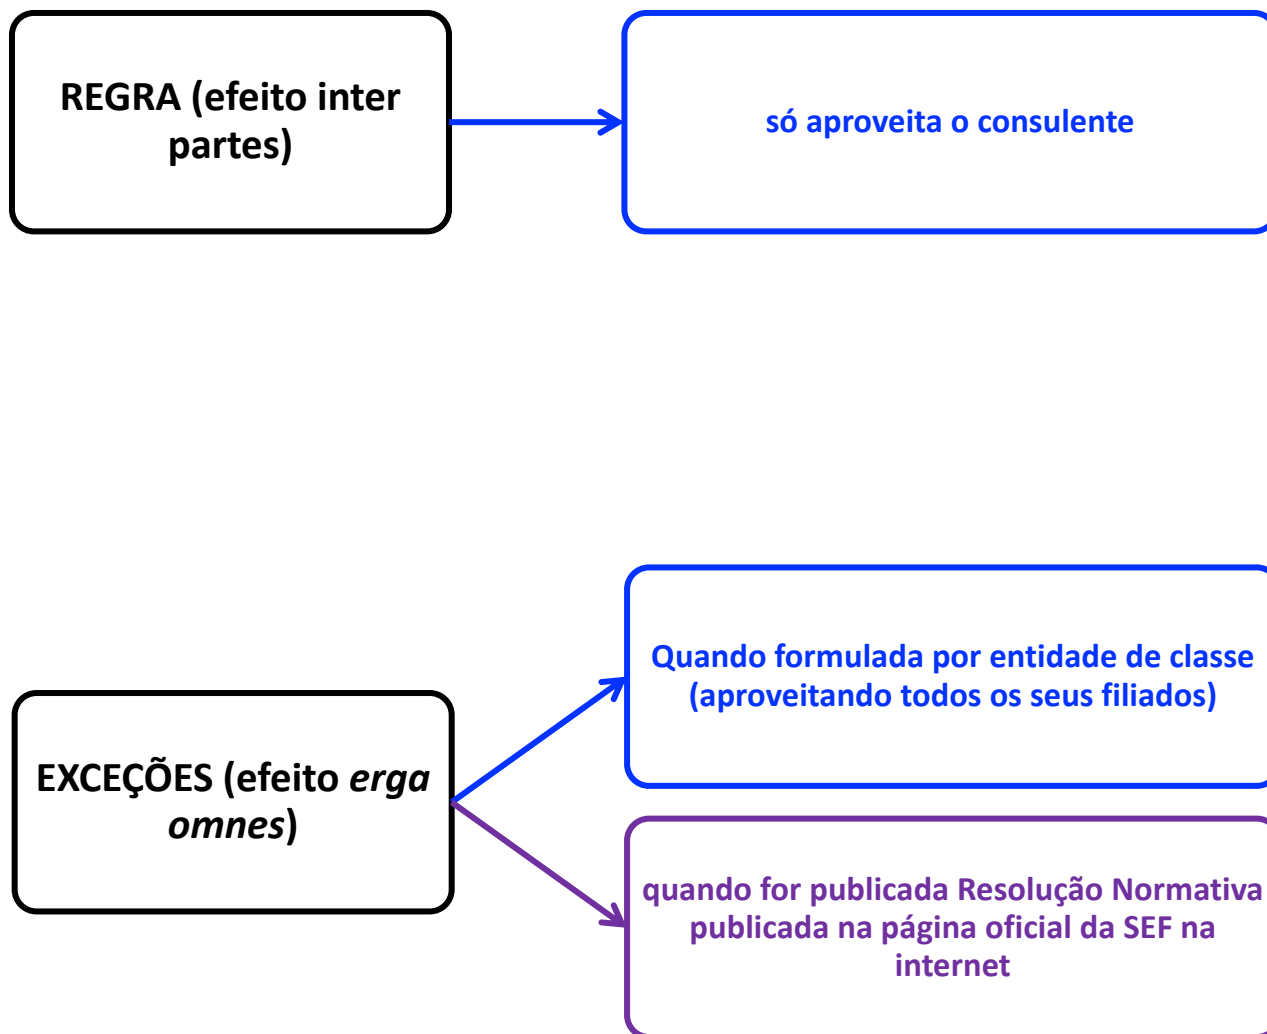 REGRA (efeito inter
partes)
só aproveita o consulente
EXCEÇÕES (efeito erga
omnes)
Quando formulada por entidade de classe
(aproveitando todos os seus filiados)
quando for publicada Resolução Normativa
publicada na página oficial da SEF na
internet